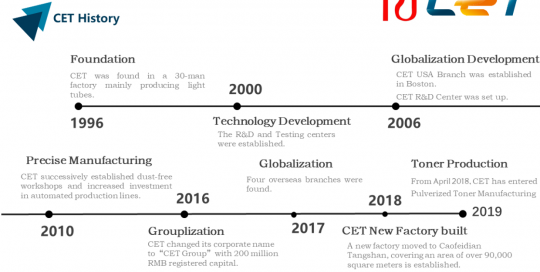 CET History
CET
Foundation
CET was found in a 30-man
factory mainly producing light
tubes.
2000
Globalization Development
CET USA Branch was established
in Boston.
CET R&D Center was set up.
1996
Technology Development
The R&D and Testing centers
were established.
2006
Precise Manufacturing
CET successively established dust-free
workshops and increased investment
in automated production lines.
2016
Globalization
Four overseas branches were
found.
2018
Toner Production
From April 2018, CET has entered
Pulverized Toner Manufacturing
2010
Grouplization
CET changed its corporate name
to “CET Group” with 200 million
RMB registered capital.
2017
CET New Factory built
A new factory moved to Caofeidian
Tangshan, covering an area of over 90,000
square meters is established.
2019